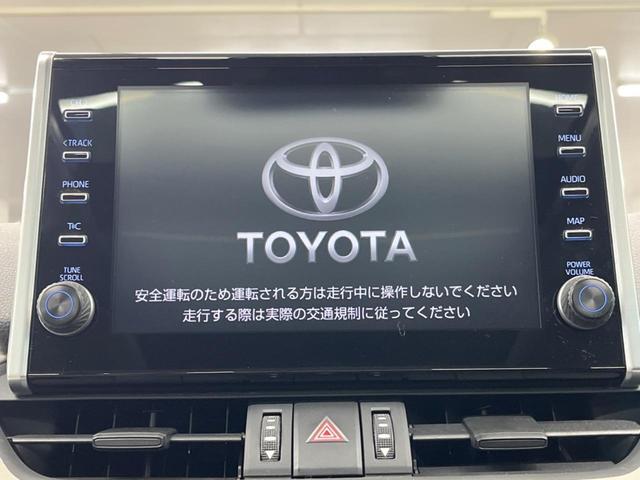 <TRACK
PHONE
T&C
TUNE
SCROLL
TOYOTA
安全運転のため運転される方は走行中に操作しないでください
走行する際は実際の交通規制に従ってください
MENU
AUDIO
MAP
POWER
VOLUME